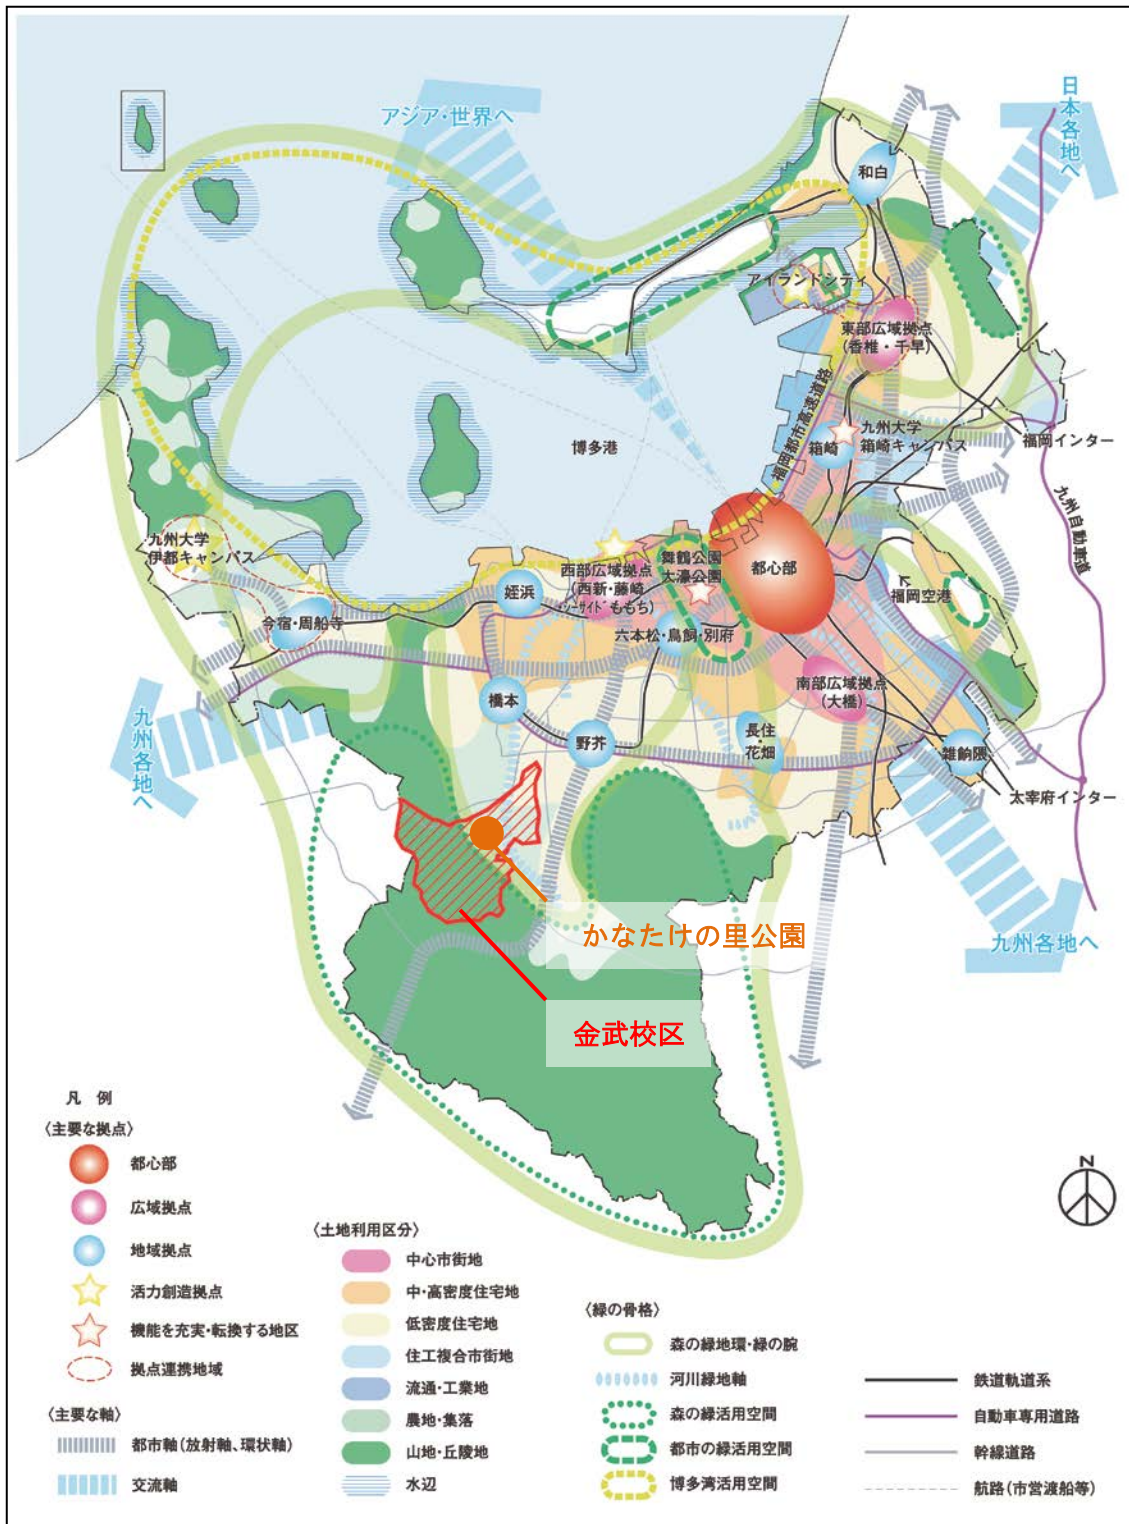 アジア・世界へ
日本各地へ
和白
アイランドシティ
東部広域拠点
(香椎・千早)
福岡都市高速道路
九州大学
箱崎キャンパス
箱崎
福岡インター
博多港
九州自動車道
九州大学
伊都キャンパス
西部広域拠点
(西新・藤崎
・シーサイドももち)
舞鶴公園
大濠公園
都心部
福岡空港
姪浜
今宿・周船寺
六本松・鳥飼・別府
南部広域拠点
(大橋)
橋本
九州各地へ
野芥
長住
・
花畑
雑餉隈
太宰府インター
かなたけの里公園
九州各地へ
金武校区
凡 例
〈主要な拠点〉
都心部
広域拠点
地域拠点
活力創造拠点
機能を充実・転換する地区
拠点連携地域
〈主要な軸〉
都市軸(放射軸、環状軸)
交流軸
〈土地利用区分〉
中心市街地
中・高密度住宅地
低密度住宅地
住工複合市街地
流通・工業地
農地・集落
山地・丘陵地
水辺
〈緑の骨格〉
森の緑地環・緑の腕
河川緑地軸
森の緑活用空間
都市の緑活用空間
博多湾活用空間
鉄道軌道系
自動車専用道路
幹線道路
航路(市営渡船等)
N